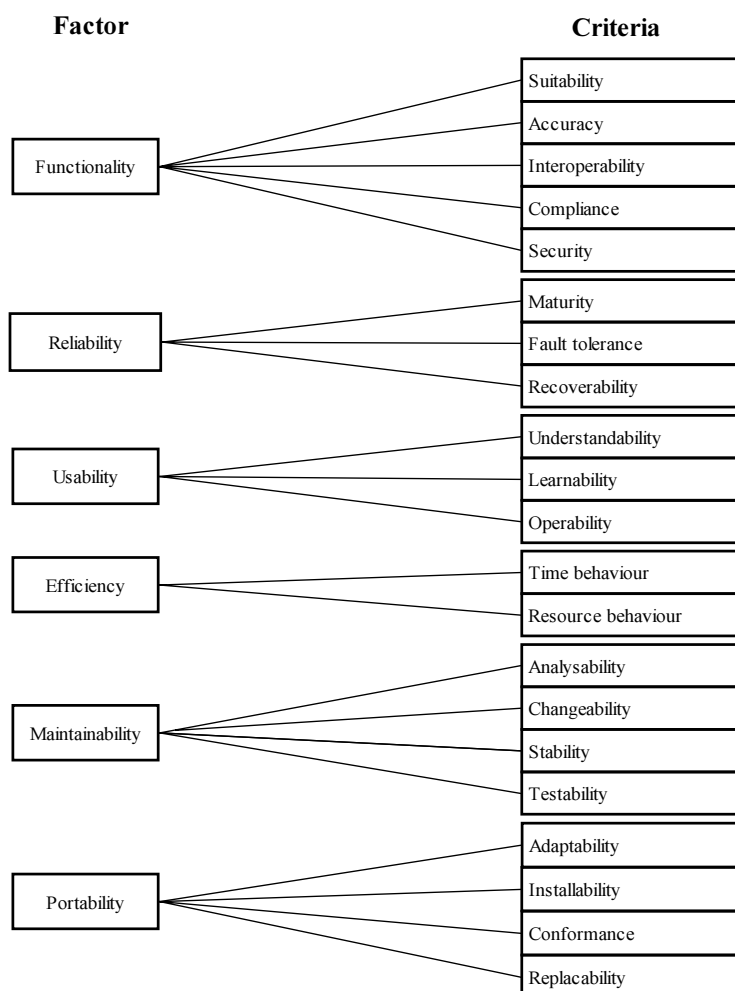 Factor
Criteria
Functionality
Suitability
Accuracy
Interoperability
Compliance
Security
Reliability
Maturity
Fault tolerance
Recoverability
Usability
Understandability
Learnability
Operability
Efficiency
Time behaviour
Resource behaviour
Maintainability
Analysability
Changeability
Stability
Testability
Portability
Adaptability
Installability
Conformance
Replacability